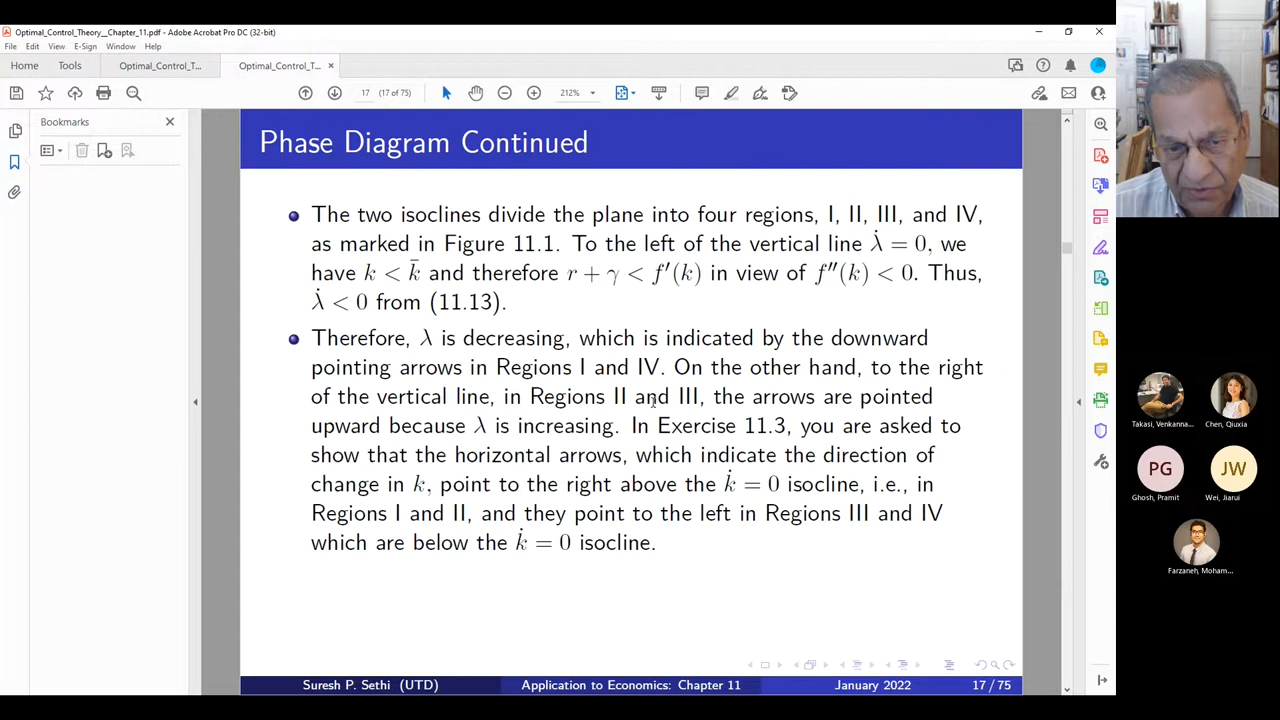 Optimal_Control_Theory__Chapter_11.pdf - Adobe Acrobat Pro DC (32-bit)
File Edit View E-Sign Window Help
Home Tools Optimal_Control_T... Optimal_Control_T... ×
17 (17 of 75) 212%
Bookmarks
Phase Diagram Continued
The two isoclines divide the plane into four regions, I, II, III, and IV,
as marked in Figure 11.1. To the left of the vertical line λ̇ = 0, we
have k < k̄ and therefore r + γ < f′(k) in view of f″(k) < 0. Thus,
λ̇ < 0 from (11.13).
Therefore, λ is decreasing, which is indicated by the downward
pointing arrows in Regions I and IV. On the other hand, to the right
of the vertical line, in Regions II and III, the arrows are pointed
upward because λ is increasing. In Exercise 11.3, you are asked to
show that the horizontal arrows, which indicate the direction of
change in k, point to the right above the k̇ = 0 isocline, i.e., in
Regions I and II, and they point to the left in Regions III and IV
which are below the k̇ = 0 isocline.
Suresh P. Sethi (UTD) Application to Economics: Chapter 11 January 2022 17 / 75
Takasi, Venkanna... Chen, Qiuxia
PG JW
Ghosh, Pramit Wei, Jiarui
Farzaneh, Moham...